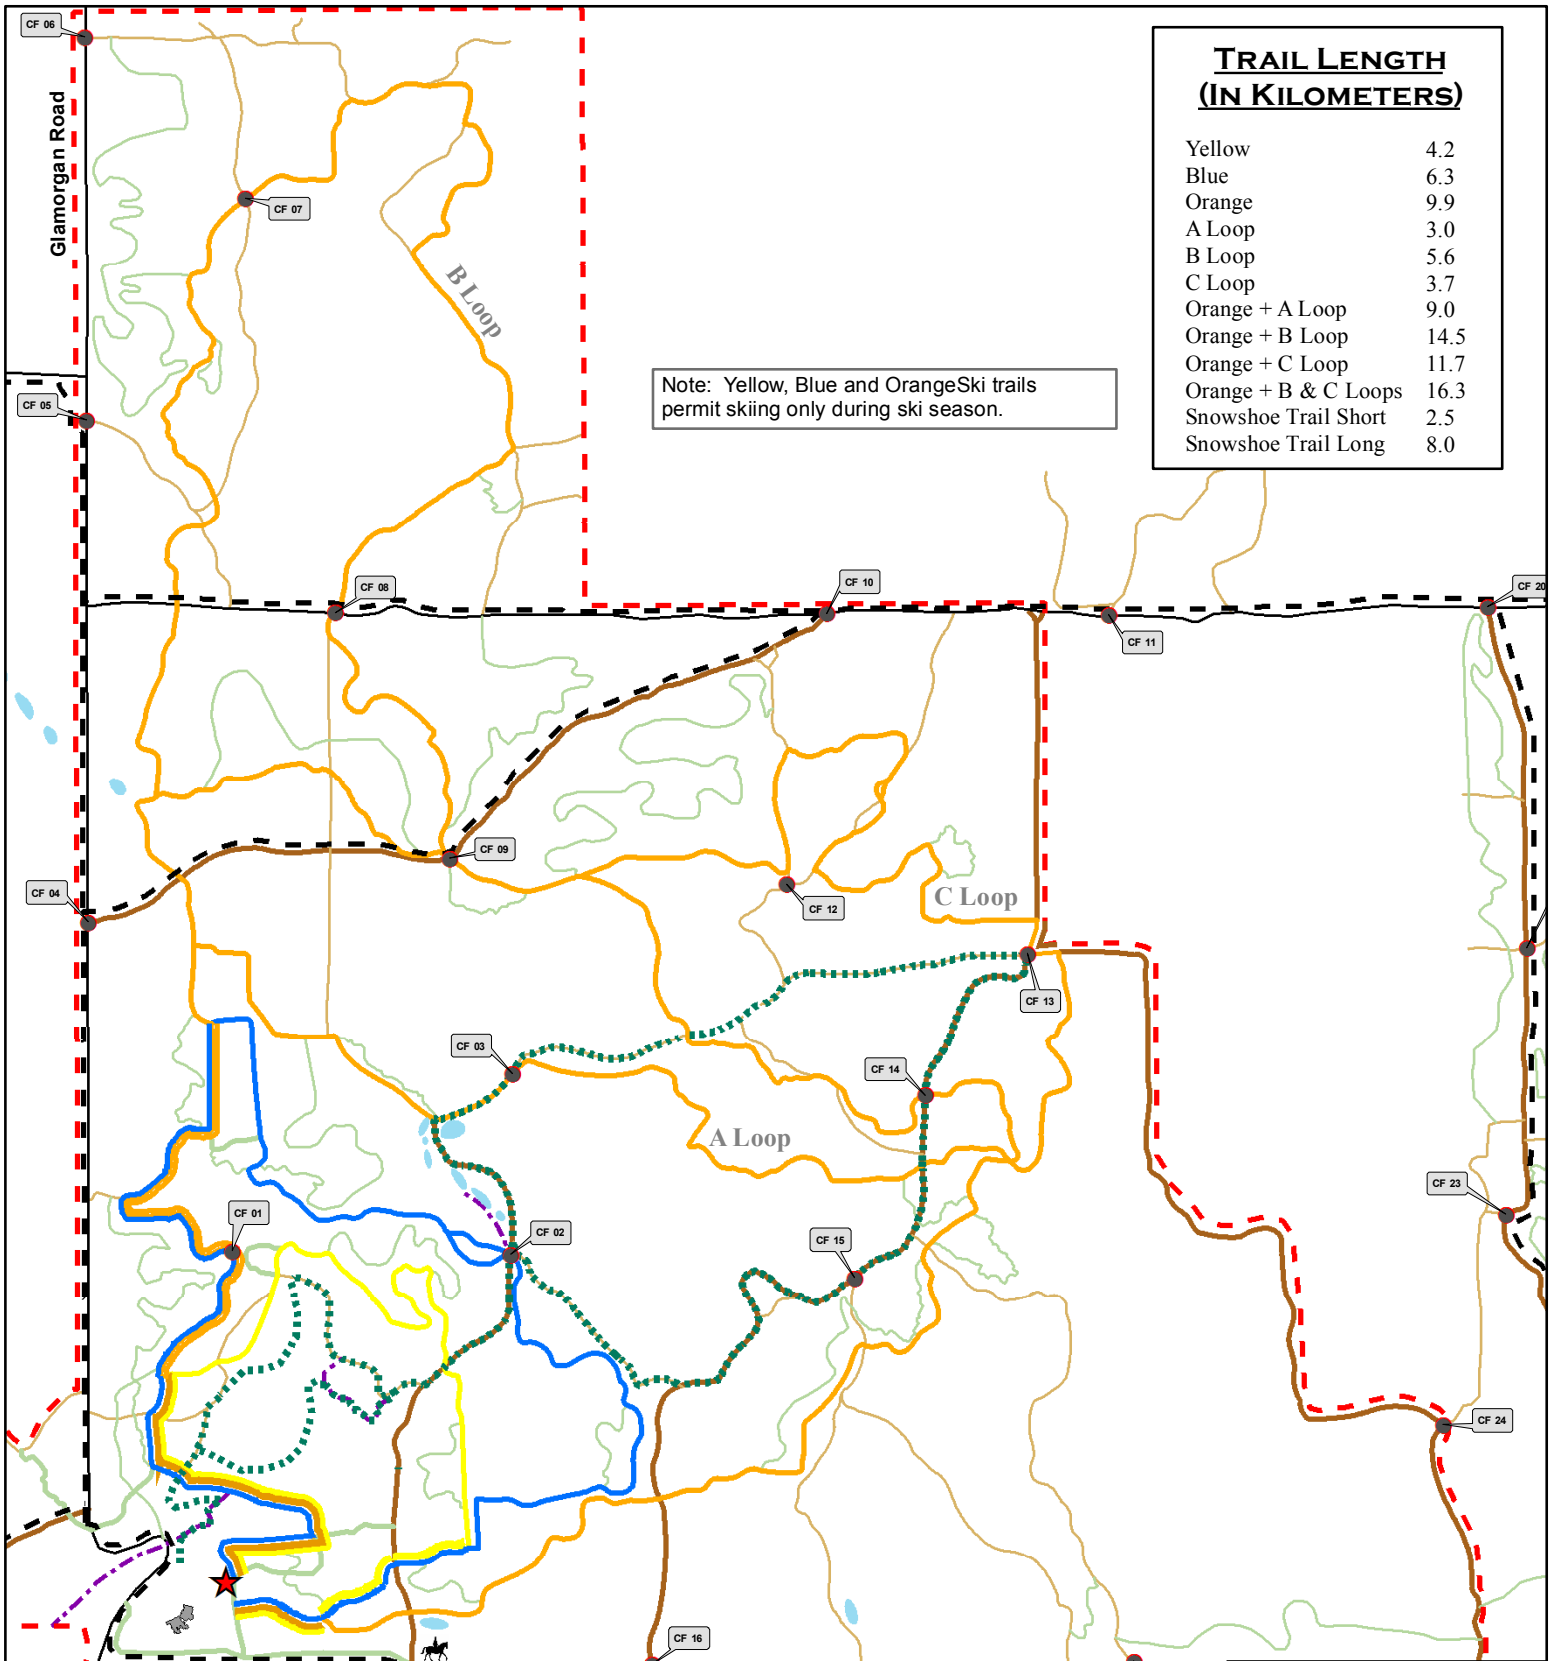 CF 06
Glamorgan Road
CF 07
B Loop
TRAIL LENGTH
(IN KILOMETERS)
Yellow 4.2
Blue 6.3
Orange 9.9
A Loop 3.0
B Loop 5.6
C Loop 3.7
Orange + A Loop 9.0
Orange + B Loop 14.5
Orange + C Loop 11.7
Orange + B & C Loops 16.3
Snowshoe Trail Short 2.5
Snowshoe Trail Long 8.0
Note: Yellow, Blue and OrangeSki trails
permit skiing only during ski season.
CF 05
CF 08
CF 10
CF 11
CF 20
CF 09
CF 04
CF 12
C Loop
CF 13
CF 03
CF 14
A Loop
CF 23
CF 01
CF 02
CF 15
CF 24
CF 16